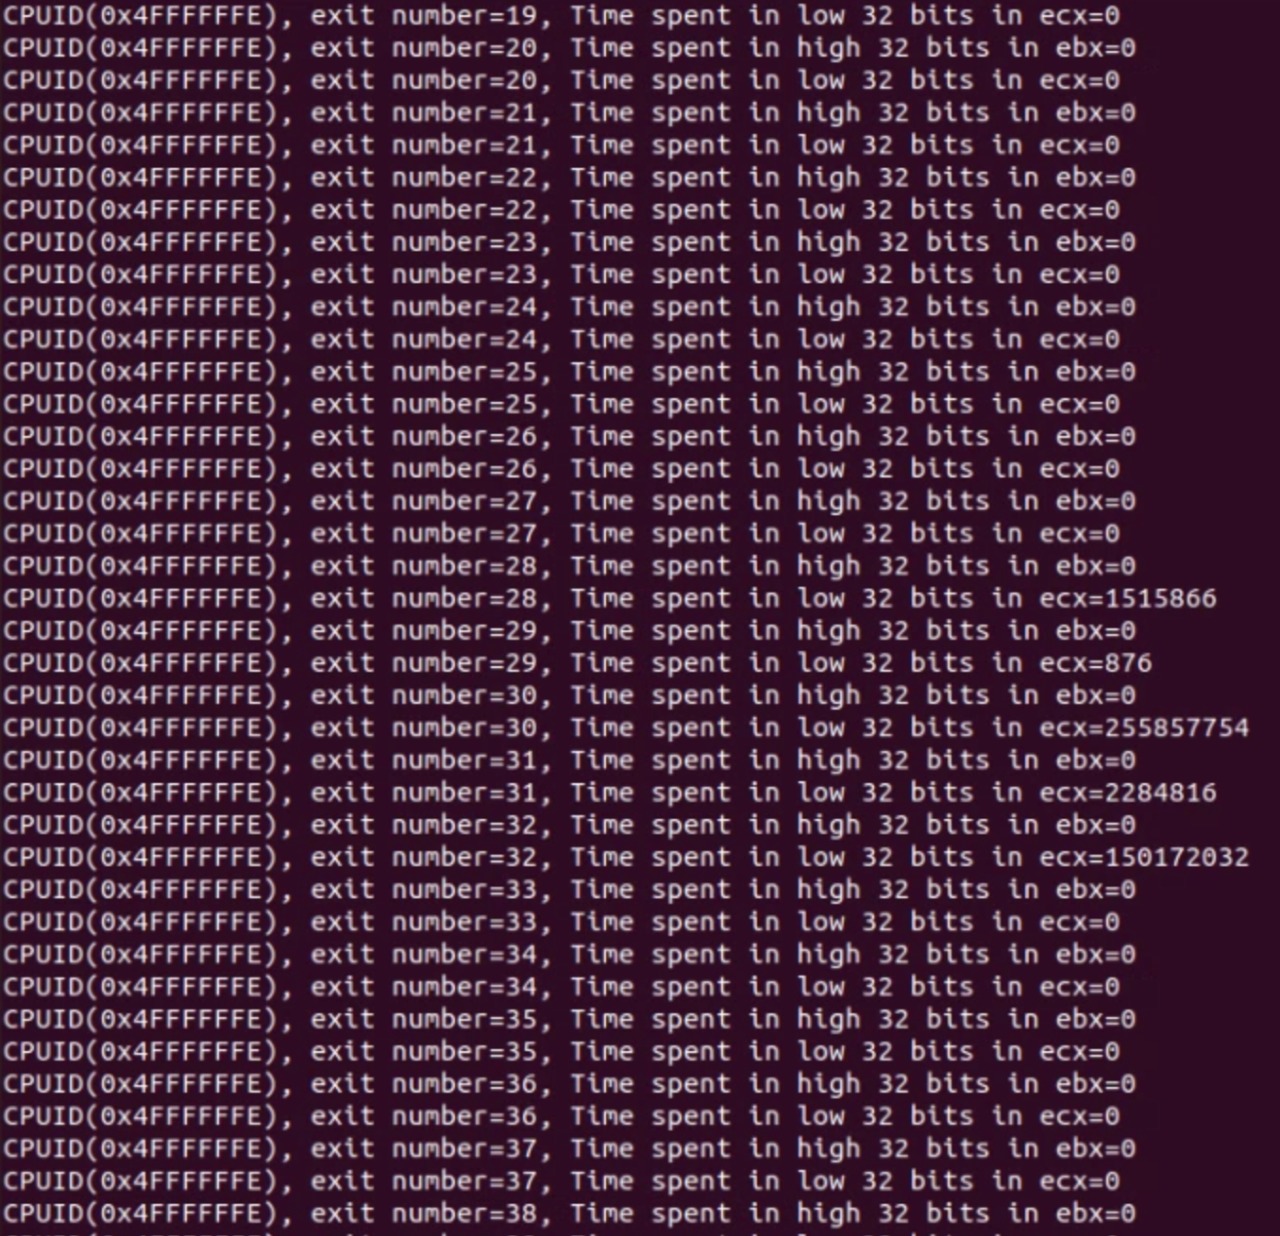 CPUID(0x4FFFFFFE), exit number=19, Time spent in low 32 bits in ecx=0
CPUID(0x4FFFFFFE), exit number=20, Time spent in high 32 bits in ebx=0
CPUID(0x4FFFFFFE), exit number=20, Time spent in low 32 bits in ecx=0
CPUID(0x4FFFFFFE), exit number=21, Time spent in high 32 bits in ebx=0
CPUID(0x4FFFFFFE), exit number=21, Time spent in low 32 bits in ecx=0
CPUID(0x4FFFFFFE), exit number=22, Time spent in high 32 bits in ebx=0
CPUID(0x4FFFFFFE), exit number=22, Time spent in low 32 bits in ecx=0
CPUID(0x4FFFFFFE), exit number=23, Time spent in high 32 bits in ebx=0
CPUID(0x4FFFFFFE), exit number=23, Time spent in low 32 bits in ecx=0
CPUID(0x4FFFFFFE), exit number=24, Time spent in high 32 bits in ebx=0
CPUID(0x4FFFFFFE), exit number=24, Time spent in low 32 bits in ecx=0
CPUID(0x4FFFFFFE), exit number=25, Time spent in high 32 bits in ebx=0
CPUID(0x4FFFFFFE), exit number=25, Time spent in low 32 bits in ecx=0
CPUID(0x4FFFFFFE), exit number=26, Time spent in high 32 bits in ebx=0
CPUID(0x4FFFFFFE), exit number=26, Time spent in low 32 bits in ecx=0
CPUID(0x4FFFFFFE), exit number=27, Time spent in high 32 bits in ebx=0
CPUID(0x4FFFFFFE), exit number=27, Time spent in low 32 bits in ecx=0
CPUID(0x4FFFFFFE), exit number=28, Time spent in high 32 bits in ebx=0
CPUID(0x4FFFFFFE), exit number=28, Time spent in low 32 bits in ecx=1515866
CPUID(0x4FFFFFFE), exit number=29, Time spent in high 32 bits in ebx=0
CPUID(0x4FFFFFFE), exit number=29, Time spent in low 32 bits in ecx=876
CPUID(0x4FFFFFFE), exit number=30, Time spent in high 32 bits in ebx=0
CPUID(0x4FFFFFFE), exit number=30, Time spent in low 32 bits in ecx=255857754
CPUID(0x4FFFFFFE), exit number=31, Time spent in high 32 bits in ebx=0
CPUID(0x4FFFFFFE), exit number=31, Time spent in low 32 bits in ecx=2284816
CPUID(0x4FFFFFFE), exit number=32, Time spent in high 32 bits in ebx=0
CPUID(0x4FFFFFFE), exit number=32, Time spent in low 32 bits in ecx=150172032
CPUID(0x4FFFFFFE), exit number=33, Time spent in high 32 bits in ebx=0
CPUID(0x4FFFFFFE), exit number=33, Time spent in low 32 bits in ecx=0
CPUID(0x4FFFFFFE), exit number=34, Time spent in high 32 bits in ebx=0
CPUID(0x4FFFFFFE), exit number=34, Time spent in low 32 bits in ecx=0
CPUID(0x4FFFFFFE), exit number=35, Time spent in high 32 bits in ebx=0
CPUID(0x4FFFFFFE), exit number=35, Time spent in low 32 bits in ecx=0
CPUID(0x4FFFFFFE), exit number=36, Time spent in high 32 bits in ebx=0
CPUID(0x4FFFFFFE), exit number=36, Time spent in low 32 bits in ecx=0
CPUID(0x4FFFFFFE), exit number=37, Time spent in high 32 bits in ebx=0
CPUID(0x4FFFFFFE), exit number=37, Time spent in low 32 bits in ecx=0
CPUID(0x4FFFFFFE), exit number=38, Time spent in high 32 bits in ebx=0